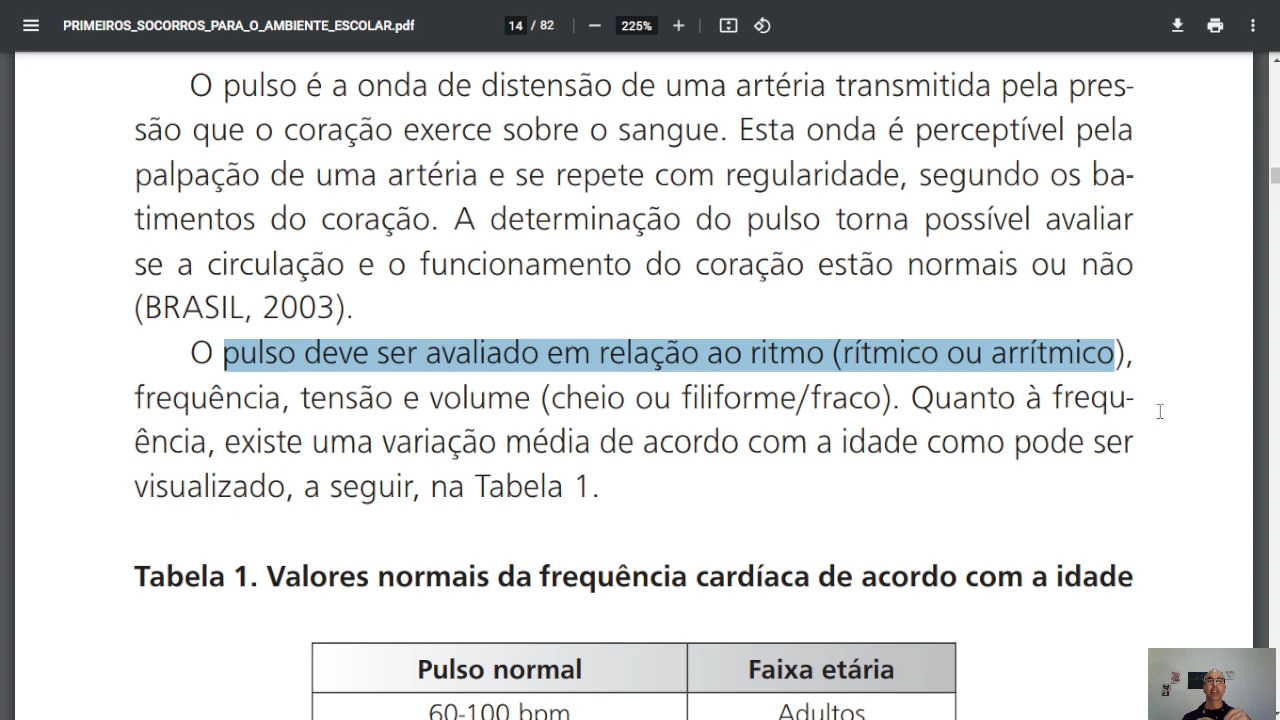 PRIMEIROS_SOCORROS_PARA_O_AMBIENTE_ESCOLAR.pdf
14 / 82
225%
O pulso é a onda de distensão de uma artéria transmitida pela pres-
são que o coração exerce sobre o sangue. Esta onda é perceptível pela
palpação de uma artéria e se repete com regularidade, segundo os ba-
timentos do coração. A determinação do pulso torna possível avaliar
se a circulação e o funcionamento do coração estão normais ou não
(BRASIL, 2003).
O pulso deve ser avaliado em relação ao ritmo (rítmico ou arrítmico),
frequência, tensão e volume (cheio ou filiforme/fraco). Quanto à frequ-
ência, existe uma variação média de acordo com a idade como pode ser
visualizado, a seguir, na Tabela 1.
Tabela 1. Valores normais da frequência cardíaca de acordo com a idade
Pulso normal
Faixa etária
60-100 bpm
Adultos